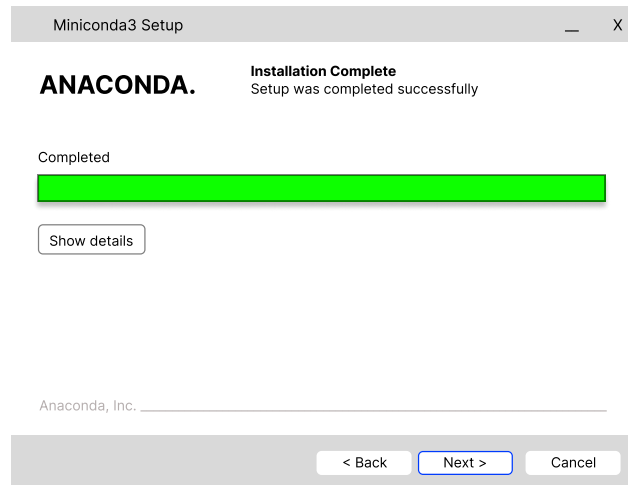 Miniconda3 Setup
_ X
ANACONDA.
Installation Complete
Setup was completed successfully
Completed
Show details
Anaconda, Inc.
< Back
Next >
Cancel